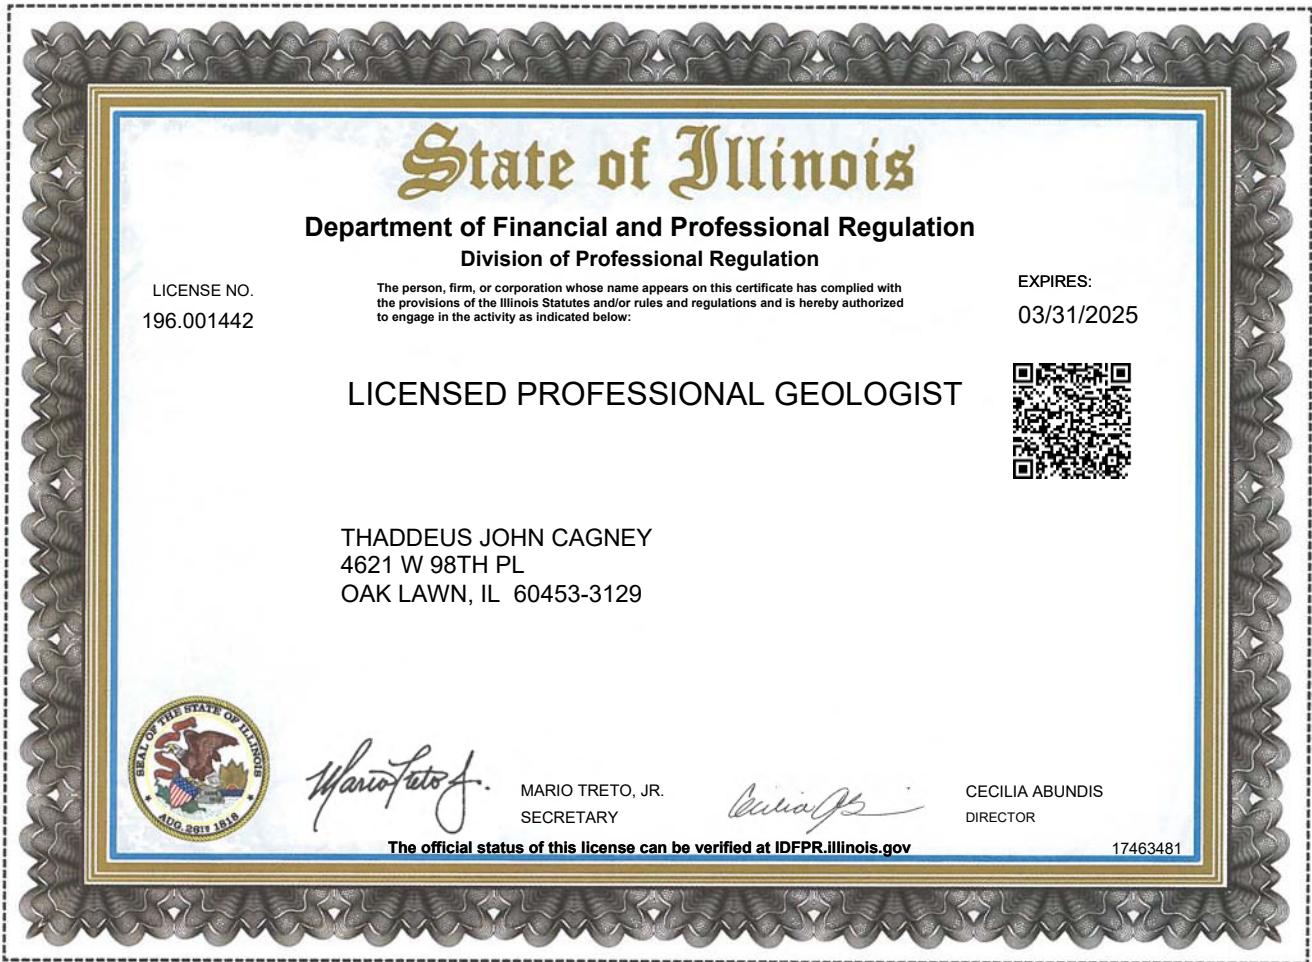 State of Illinois
Department of Financial and Professional Regulation
Division of Professional Regulation
LICENSE NO.
196.001442
The person, firm, or corporation whose name appears on this certificate has complied with
the provisions of the Illinois Statutes and/or rules and regulations and is hereby authorized
to engage in the activity as indicated below:
EXPIRES:
03/31/2025
LICENSED PROFESSIONAL GEOLOGIST
THADDEUS JOHN CAGNEY
4621 W 98TH PL
OAK LAWN, IL 60453-3129
SEAL OF THE STATE OF ILLINOIS
AUG. 26TH 1818
Mario Treto Jr.
MARIO TRETO, JR.
SECRETARY
CECILIA ABUNDIS
DIRECTOR
The official status of this license can be verified at IDFPR.illinois.gov
17463481